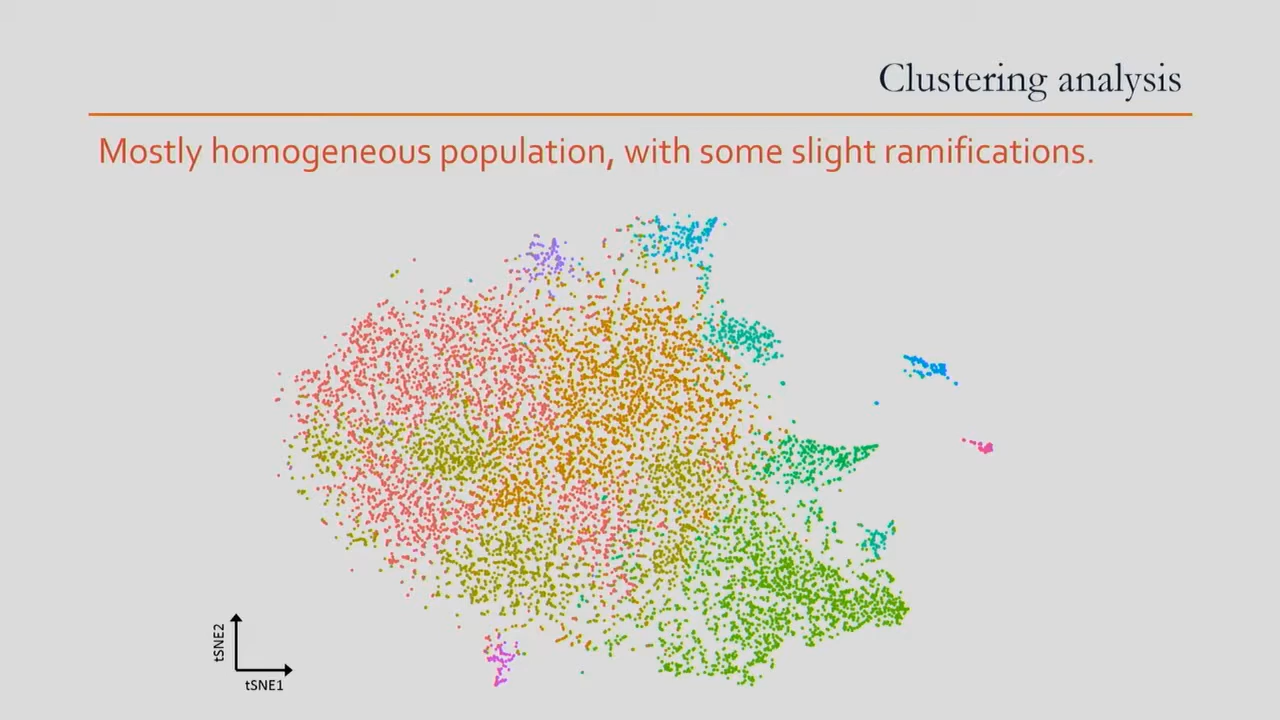 Clustering analysis
Mostly homogeneous population, with some slight ramifications.
tSNE2
tSNE1